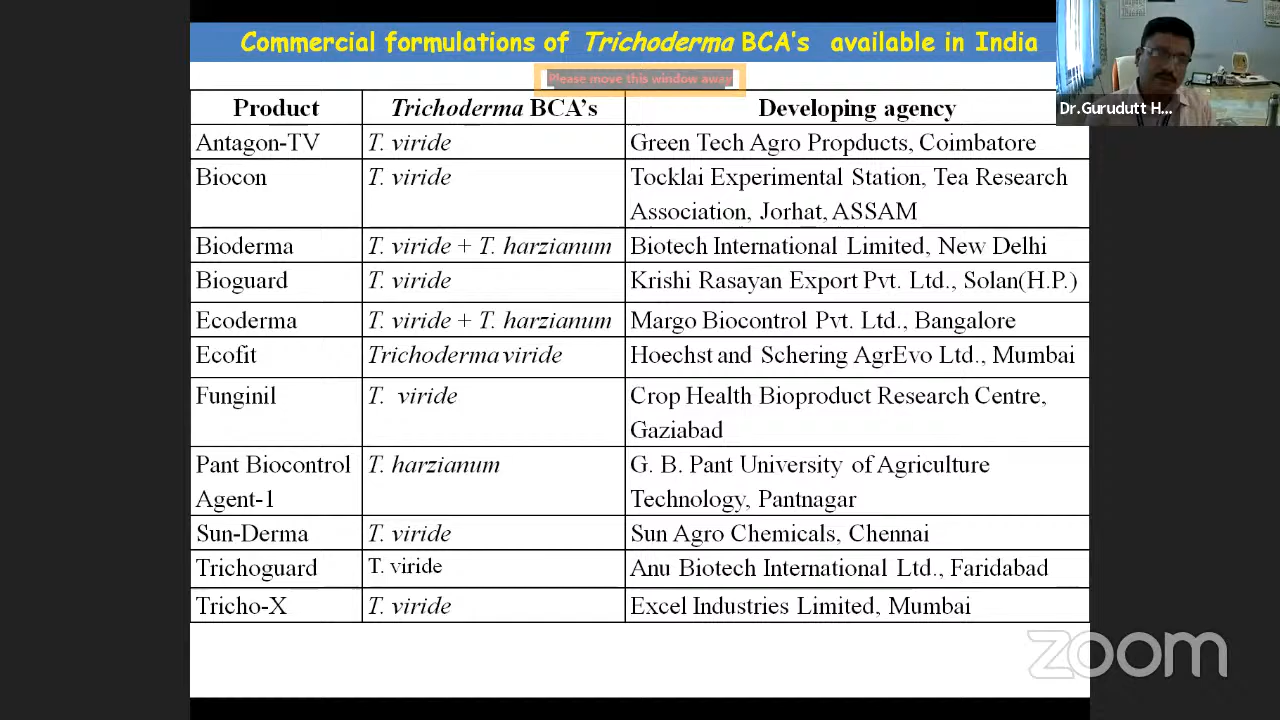 Commercial formulations of Trichoderma BCA's available in India
Please move this window away
Dr.Gurudutt H...
Product Trichoderma BCA's Developing agency
Antagon-TV T. viride Green Tech Agro Propducts, Coimbatore
Biocon T. viride Tocklai Experimental Station, Tea Research
Association, Jorhat, ASSAM
Bioderma T. viride + T. harzianum Biotech International Limited, New Delhi
Bioguard T. viride Krishi Rasayan Export Pvt. Ltd., Solan(H.P.)
Ecoderma T. viride + T. harzianum Margo Biocontrol Pvt. Ltd., Bangalore
Ecofit Trichoderma viride Hoechst and Schering AgrEvo Ltd., Mumbai
Funginil T. viride Crop Health Bioproduct Research Centre,
Gaziabad
Pant Biocontrol T. harzianum G. B. Pant University of Agriculture
Agent-1 Technology, Pantnagar
Sun-Derma T. viride Sun Agro Chemicals, Chennai
Trichoguard T. viride Anu Biotech International Ltd., Faridabad
Tricho-X T. viride Excel Industries Limited, Mumbai
zoom